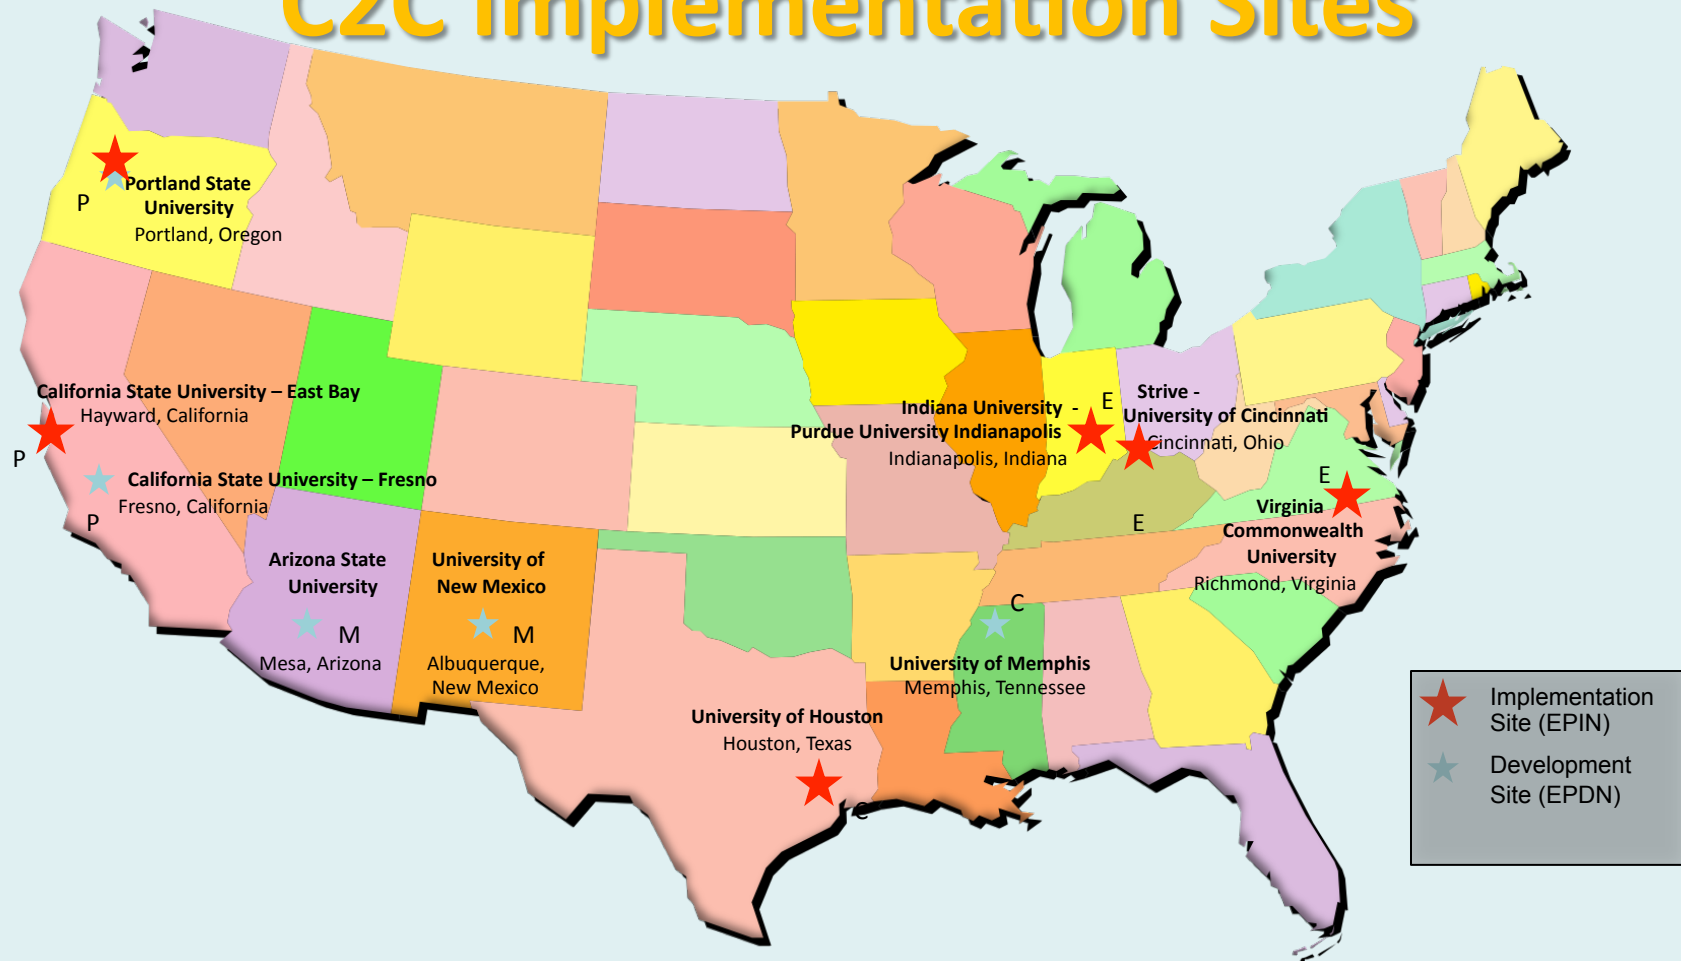 C2C Implementation Sites
Portland State
University
Portland, Oregon
P
California State University – East Bay
Hayward, California
P
California State University – Fresno
Fresno, California
P
Arizona State
University
M
Mesa, Arizona
University of
New Mexico
M
Albuquerque,
New Mexico
University of Houston
Houston, Texas
C
C
University of Memphis
Memphis, Tennessee
Indiana University -
Purdue University Indianapolis
Indianapolis, Indiana
E
Strive -
University of Cincinnati
Cincinnati, Ohio
E
E
Virginia
Commonwealth
University
Richmond, Virginia
Implementation
Site (EPIN)
Development
Site (EPDN)